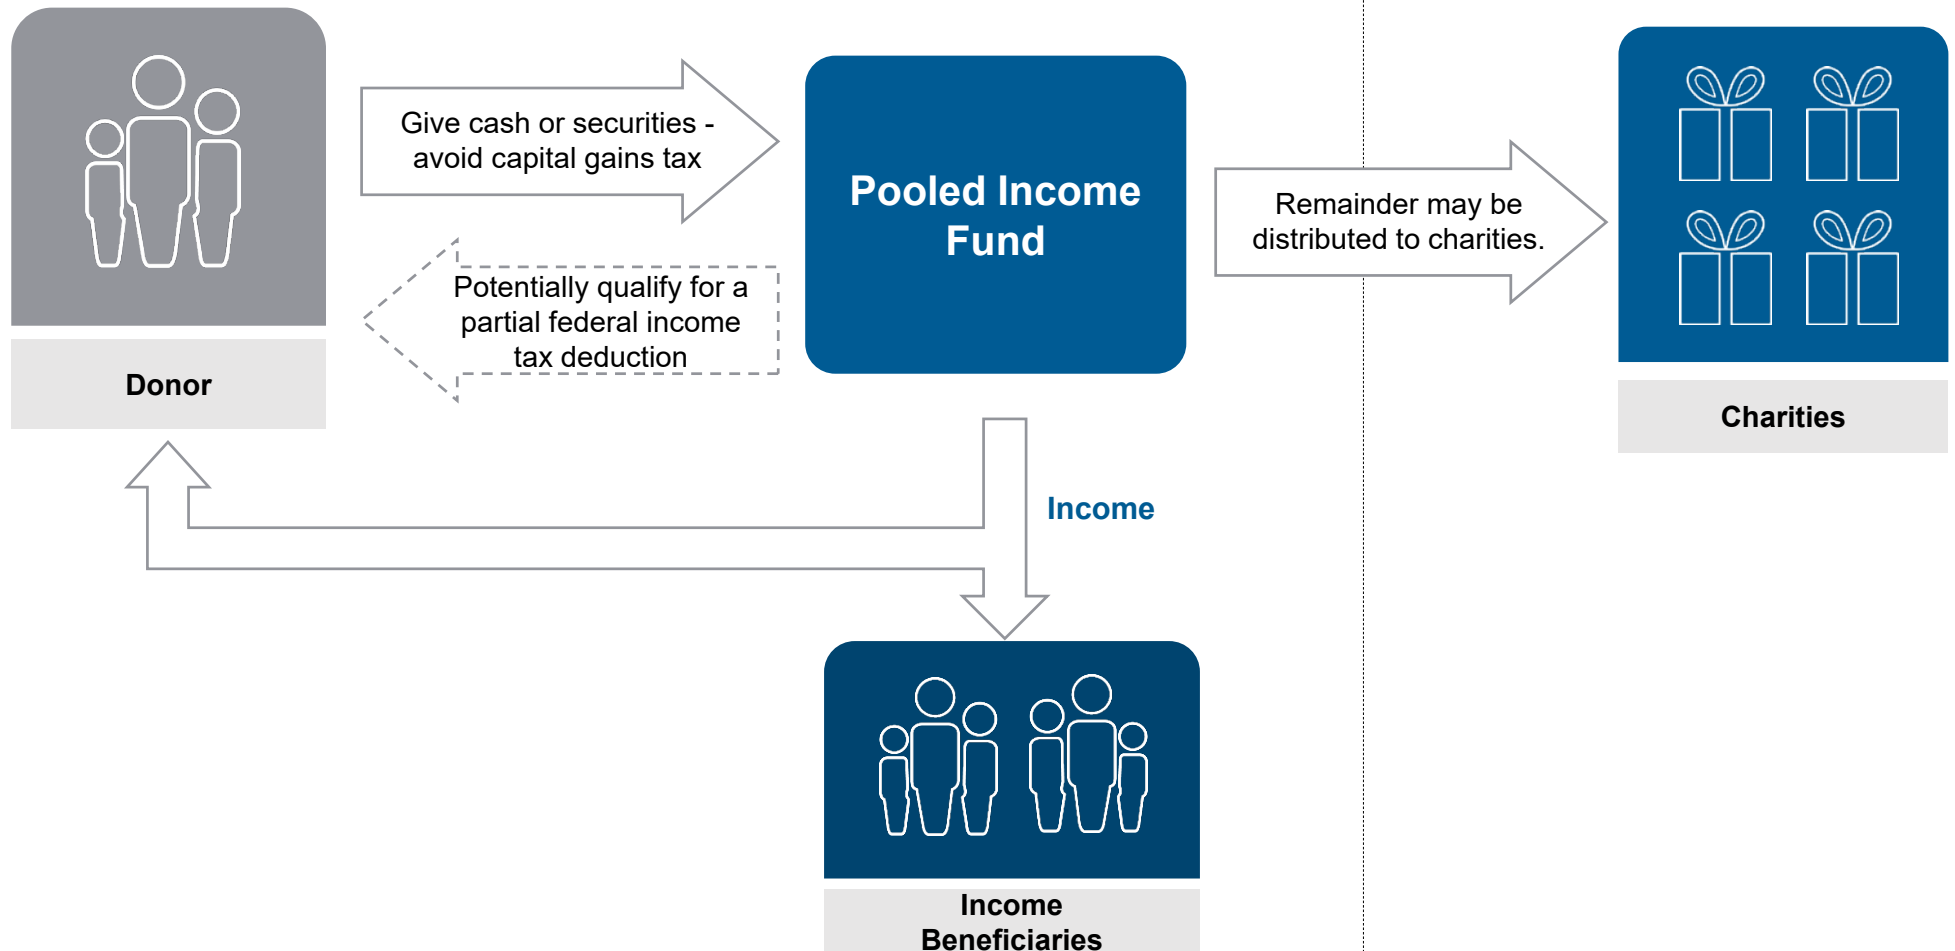 Give cash or securities -
avoid capital gains tax
Pooled Income
Fund
Remainder may be
distributed to charities.
Potentially qualify for a
partial federal income
tax deduction
Donor
Charities
Income
Income
Beneficiaries